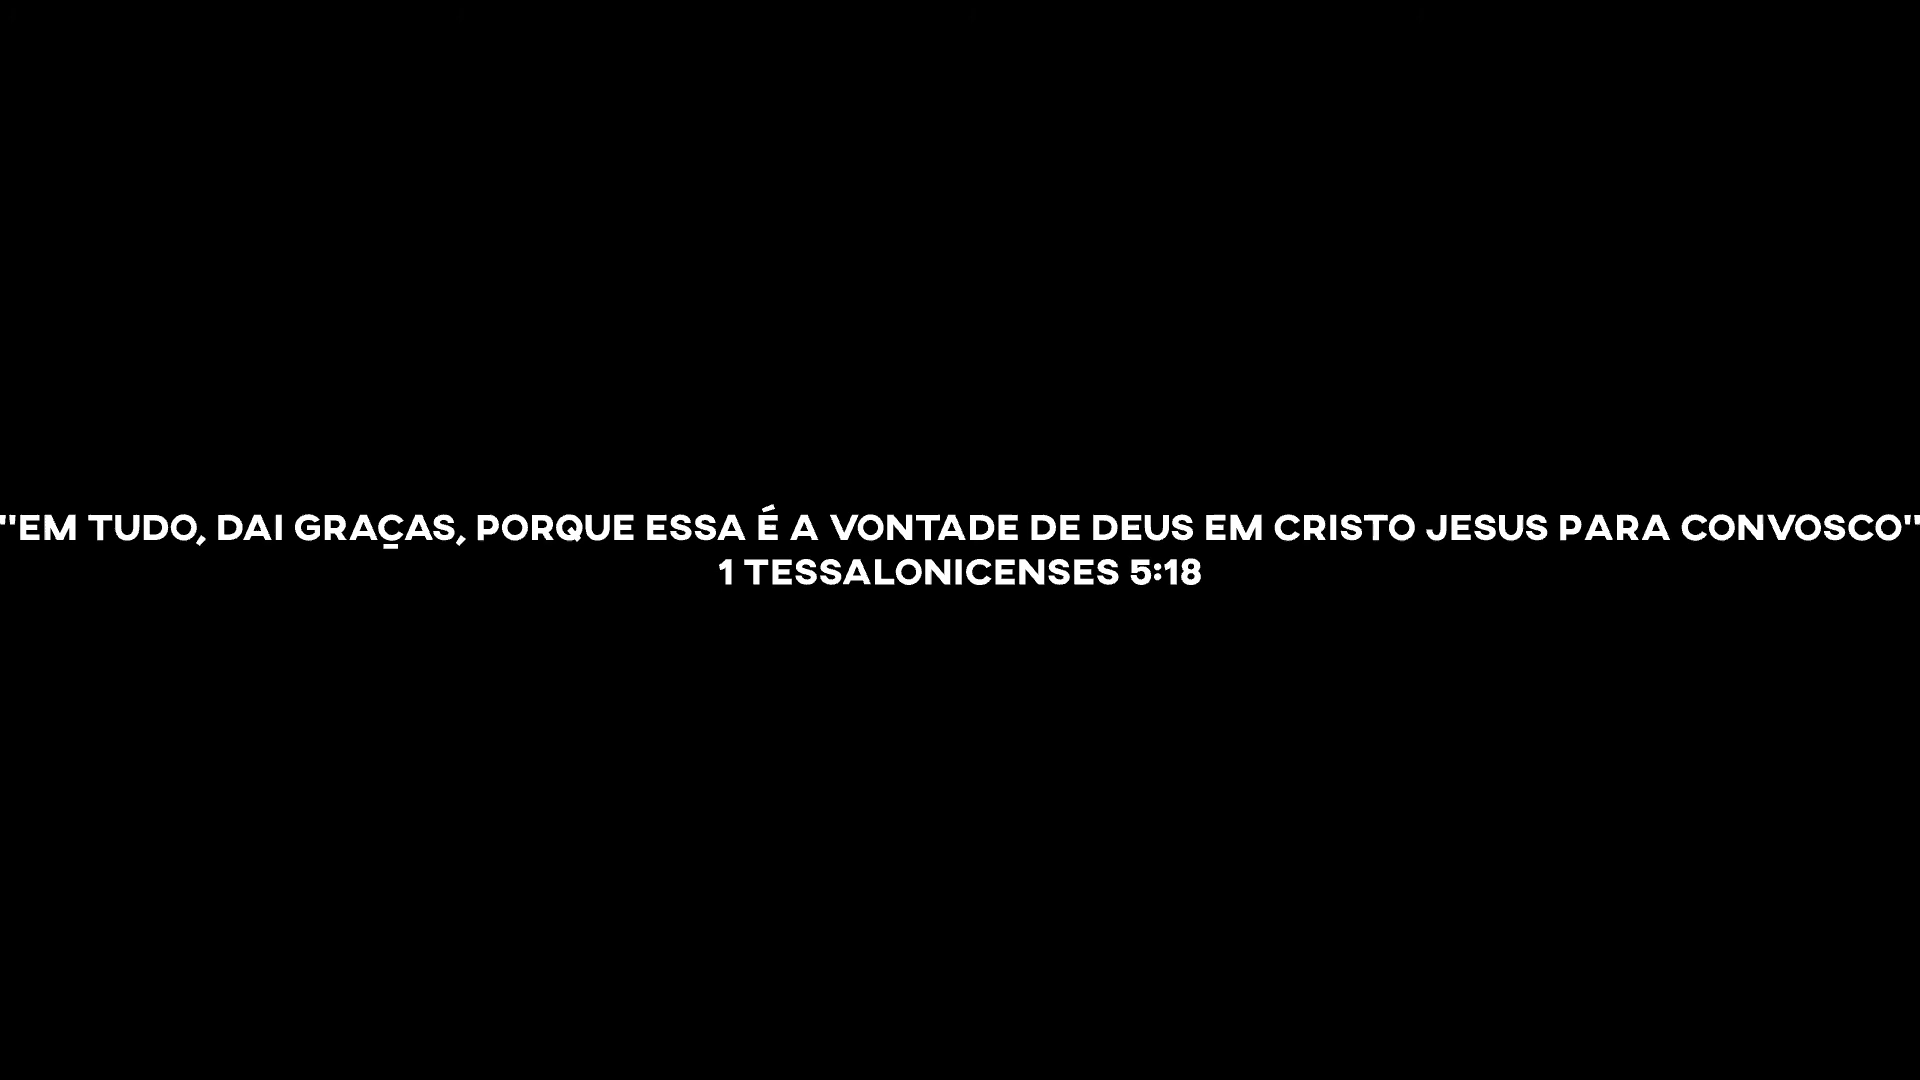 "EM TUDO, DAI GRAÇAS, PORQUE ESSA É A VONTADE DE DEUS EM CRISTO JESUS PARA CONVOSCO"
1 TESSALONICENSES 5:18